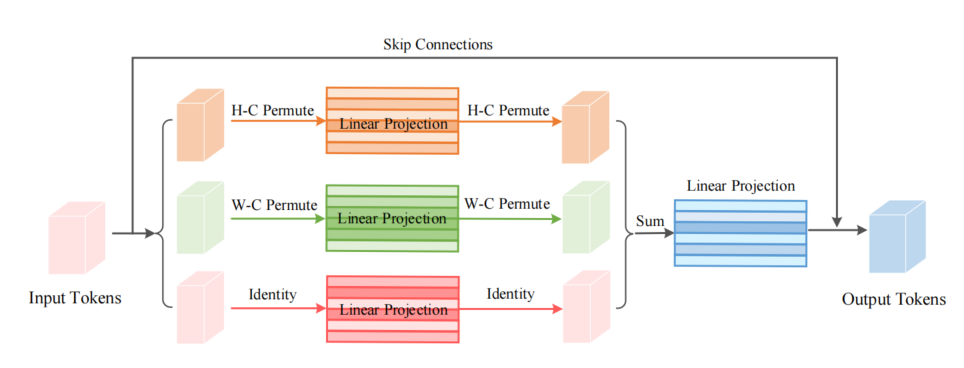 Skip Connections
H-C Permute
Linear Projection
H-C Permute
W-C Permute
Linear Projection
W-C Permute
Linear Projection
Sum
Identity
Linear Projection
Identity
Input Tokens
Output Tokens